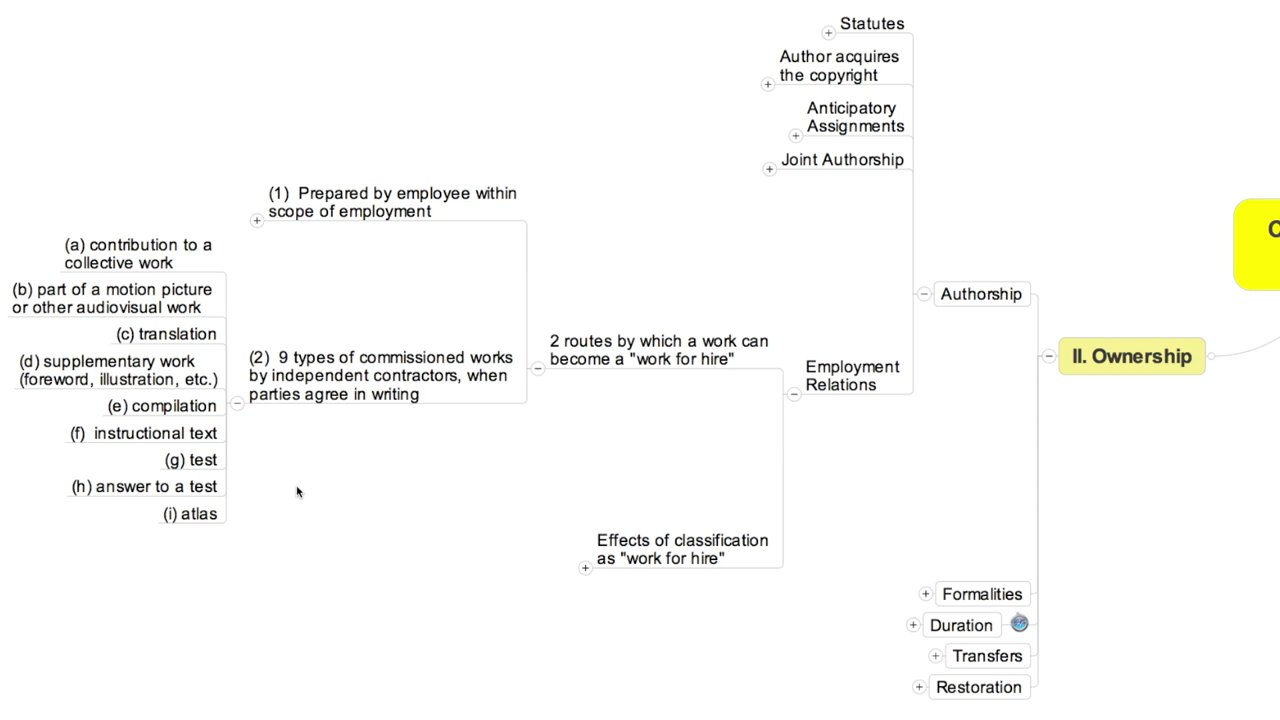 Statutes
Author acquires
the copyright
Anticipatory
Assignments
Joint Authorship
(1)  Prepared by employee within
scope of employment
(a) contribution to a
collective work
(b) part of a motion picture
or other audiovisual work
(c) translation
(d) supplementary work
(foreword, illustration, etc.)
(e) compilation
(f)  instructional text
(g) test
(h) answer to a test
(i) atlas
(2)  9 types of commissioned works
by independent contractors, when
parties agree in writing
2 routes by which a work can
become a "work for hire"
Effects of classification
as "work for hire"
Employment
Relations
Authorship
II. Ownership
Formalities
Duration
Transfers
Restoration